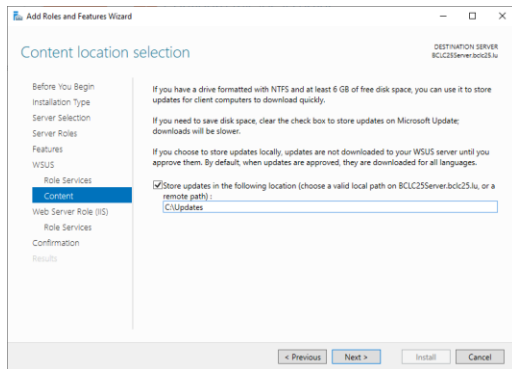 Add Roles and Features Wizard
Content location selection
DESTINATION SERVER
BCLC25Server.bclc25.lu
Before You Begin
Installation Type
Server Selection
Server Roles
Features
WSUS
Role Services
Content
Web Server Role (IIS)
Role Services
Confirmation
Results
If you have a drive formatted with NTFS and at least 6 GB of free disk space, you can use it to store
updates for client computers to download quickly.
If you need to save disk space, clear the check box to store updates on Microsoft Update;
downloads will be slower.
If you choose to store updates locally, updates are not downloaded to your WSUS server until you
approve them. By default, when updates are approved, they are downloaded for all languages.
Store updates in the following location (choose a valid local path on BCLC25Server.bclc25.lu, or a
remote path) :
C:\Updates
< Previous
Next >
Install
Cancel